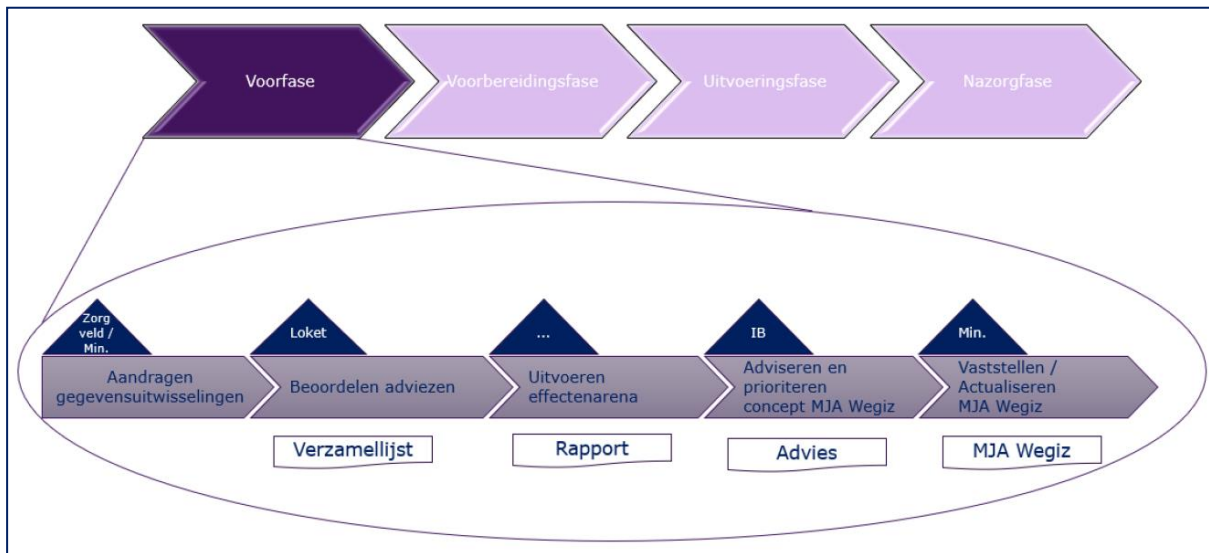 Voorfase
Voorbereidingsfase
Uitvoeringsfase
Nazorgfase
Zorg
veld /
Min.
Loket
...
IB
Min.
Aandragen
gegevensuitwisselingen
Beoordelen adviezen
Uitvoeren
effectenarena
Adviseren en
prioriteren
concept MJA Wegiz
Vaststellen /
Actualiseren
MJA Wegiz
Verzamellijst
Rapport
Advies
MJA Wegiz